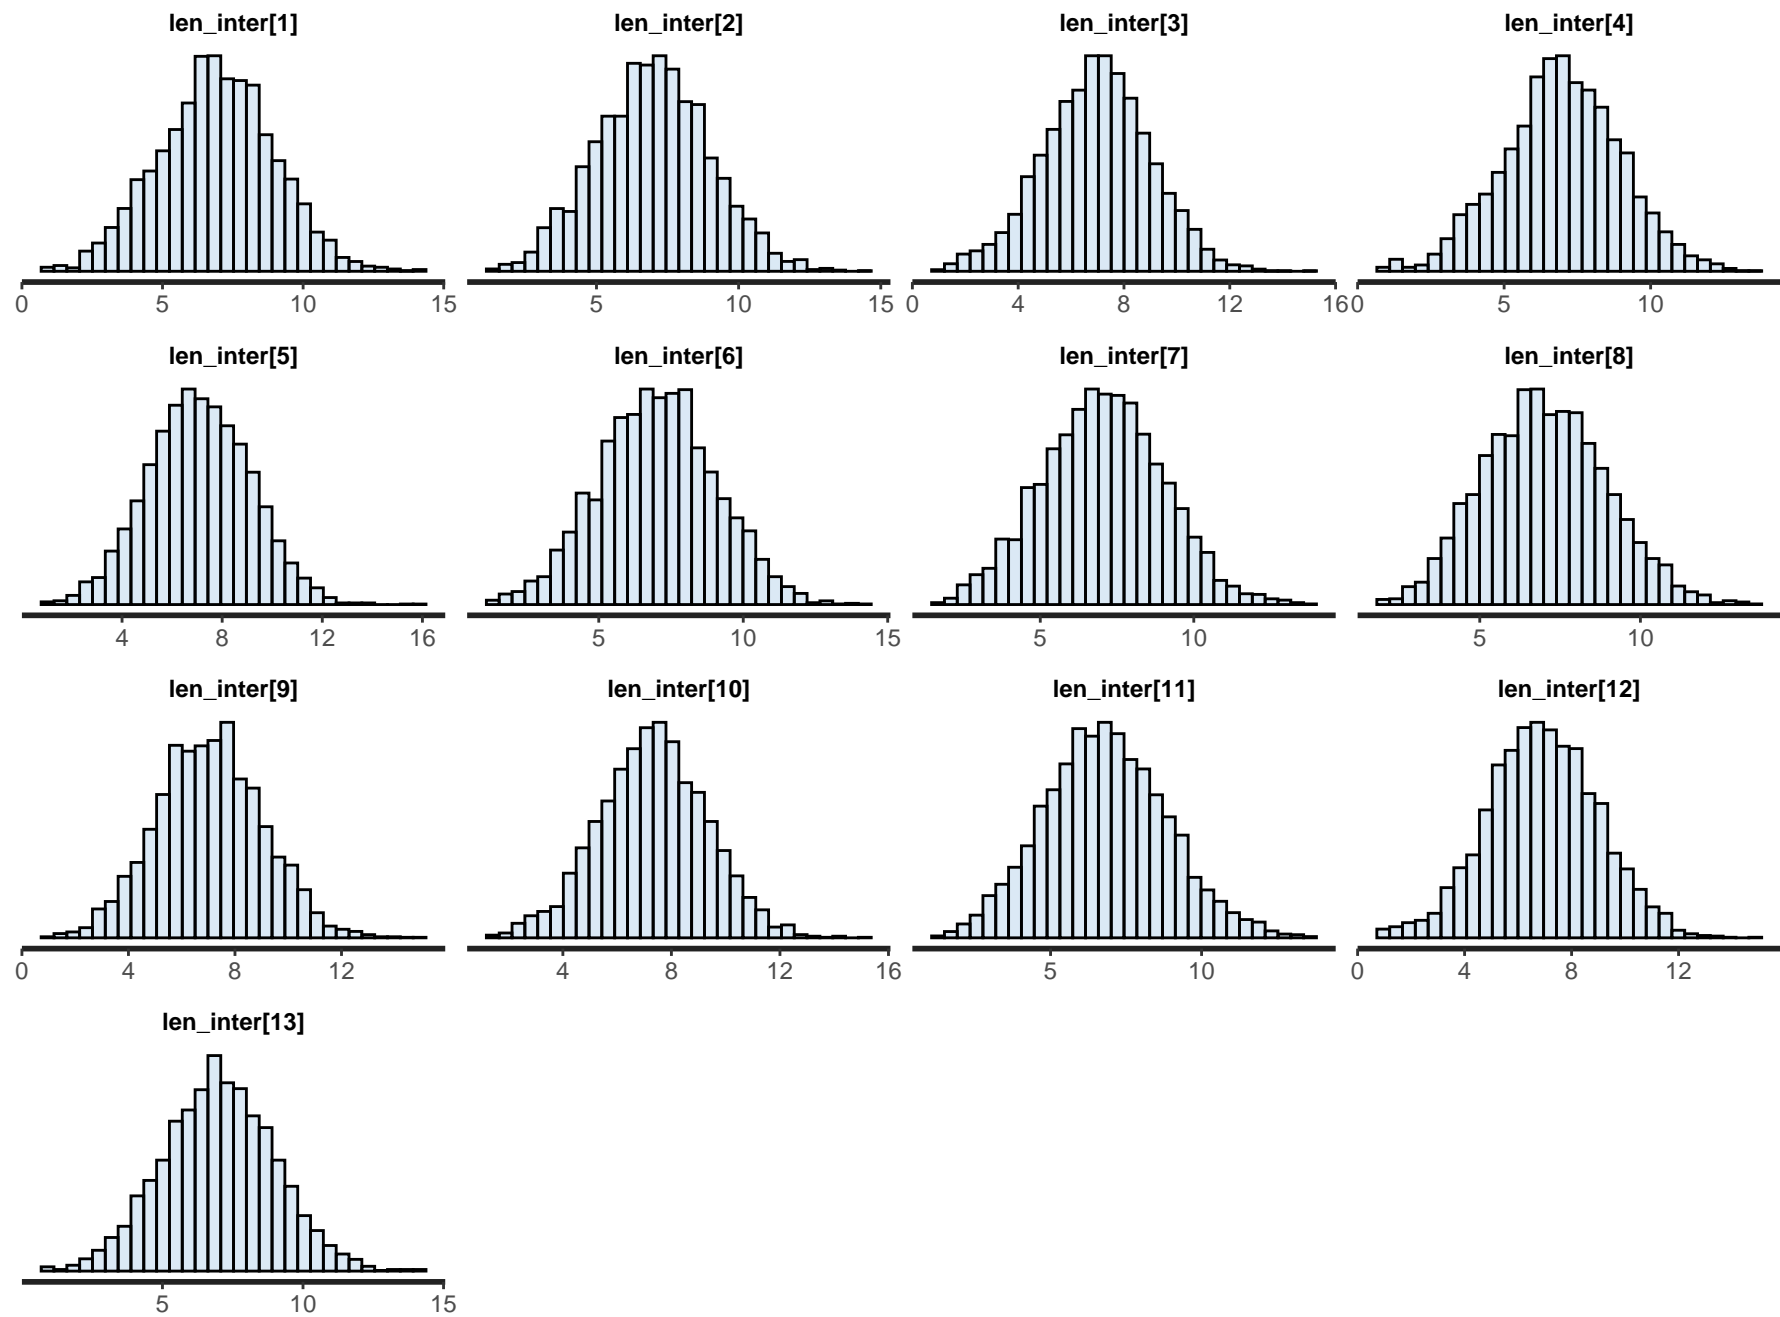 len_inter[1] len_inter[2] len_inter[3] len_inter[4]
0 5 10 15 5 10 15 0 4 8 12 16 0 5 10
len_inter[5] len_inter[6] len_inter[7] len_inter[8]
4 8 12 16 5 10 15 5 10 5 10
len_inter[9] len_inter[10] len_inter[11] len_inter[12]
0 4 8 12 4 8 12 16 5 10 0 4 8 12
len_inter[13]
5 10 15